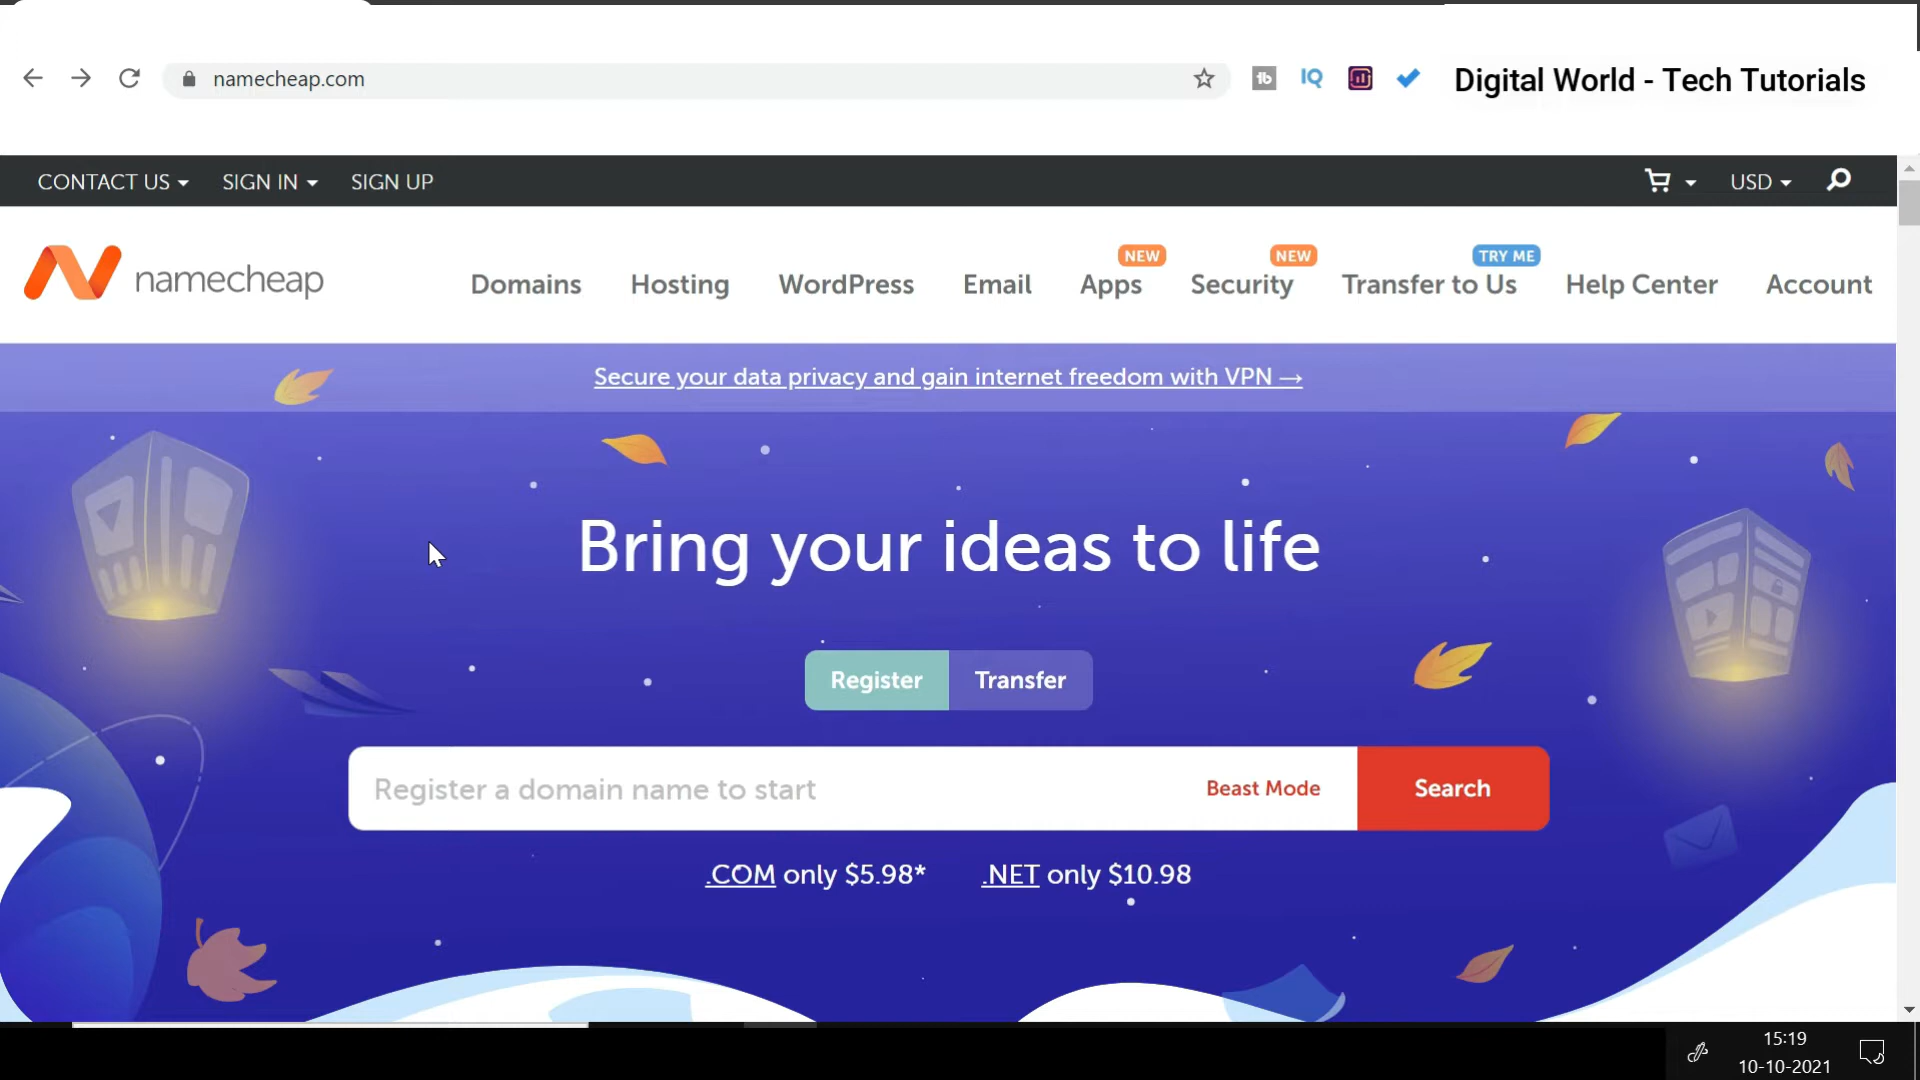 namecheap.com
tb
IQ
Digital World - Tech Tutorials
CONTACT US
SIGN IN
SIGN UP
USD
namecheap
Domains
Hosting
WordPress
Email
Apps
NEW
Security
NEW
Transfer to Us
TRY ME
Help Center
Account
Secure your data privacy and gain internet freedom with VPN →
Bring your ideas to life
Register
Transfer
Register a domain name to start
Beast Mode
Search
.COM only $5.98*
.NET only $10.98
15:19
10-10-2021